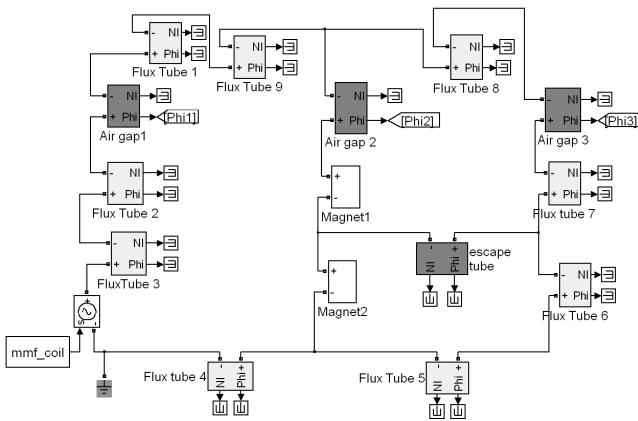 - NI
+ Phi
Flux Tube 1
- NI
+ Phi
Flux Tube 9
- NI
+ Phi
Flux Tube 8
- NI
+ Phi
[Phi1]
Air gap1
- NI
+ Phi
[Phi2]
Air gap 2
- NI
+ Phi
[Phi3]
Air gap 3
- NI
+ Phi
Flux Tube 2
+
-
Magnet1
- NI
+ Phi
Flux tube 7
- NI
+ Phi
FluxTube 3
- +
NI Phi
escape
tube
+
-
Magnet2
- NI
+ Phi
Flux Tube 6
S + -
mmf_coil
- +
NI Phi
Flux tube 4
- +
NI Phi
Flux Tube 5